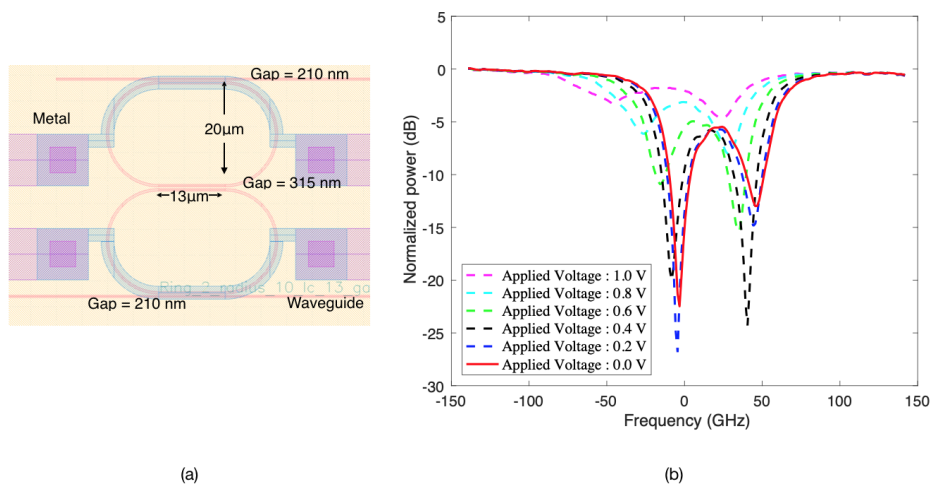 Metal
Gap = 210 nm
20μm
Gap = 315 nm
13μm
Ring_2_radius_10_lc_13_ga
Gap = 210 nm
Waveguide
(a)
Normalized power (dB)
5
0
-5
-10
-15
-20
-25
-30
Applied Voltage : 1.0 V
Applied Voltage : 0.8 V
Applied Voltage : 0.6 V
Applied Voltage : 0.4 V
Applied Voltage : 0.2 V
Applied Voltage : 0.0 V
-150 -100 -50 0 50 100 150
Frequency (GHz)
(b)